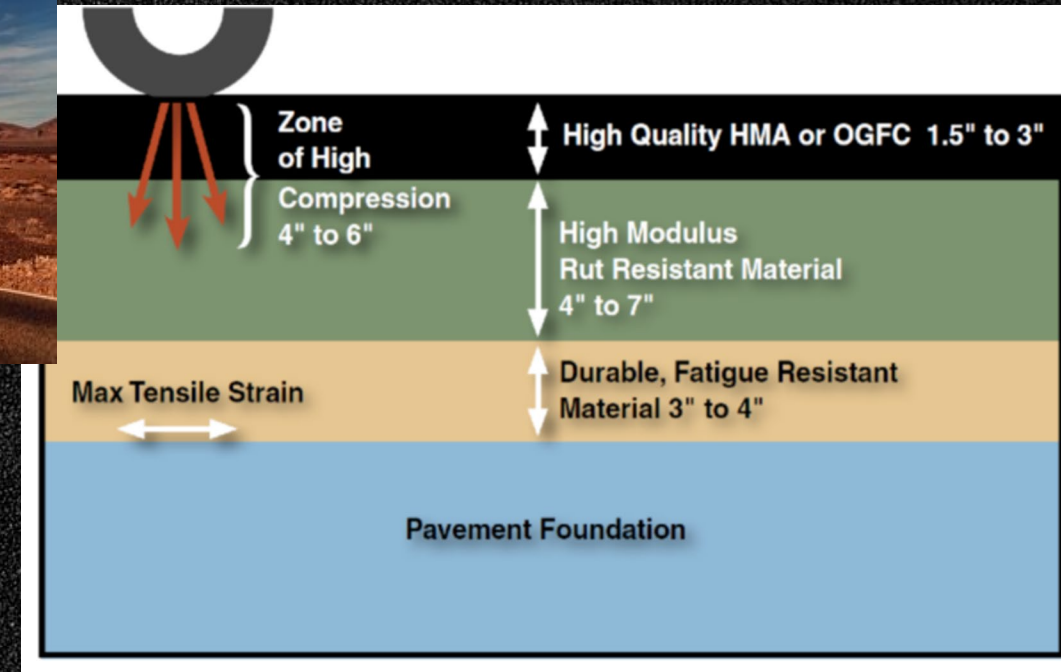 Zone
of High
Compression
4" to 6"
High Quality HMA or OGFC 1.5" to 3"
High Modulus
Rut Resistant Material
4" to 7"
Max Tensile Strain
Durable, Fatigue Resistant
Material 3" to 4"
Pavement Foundation